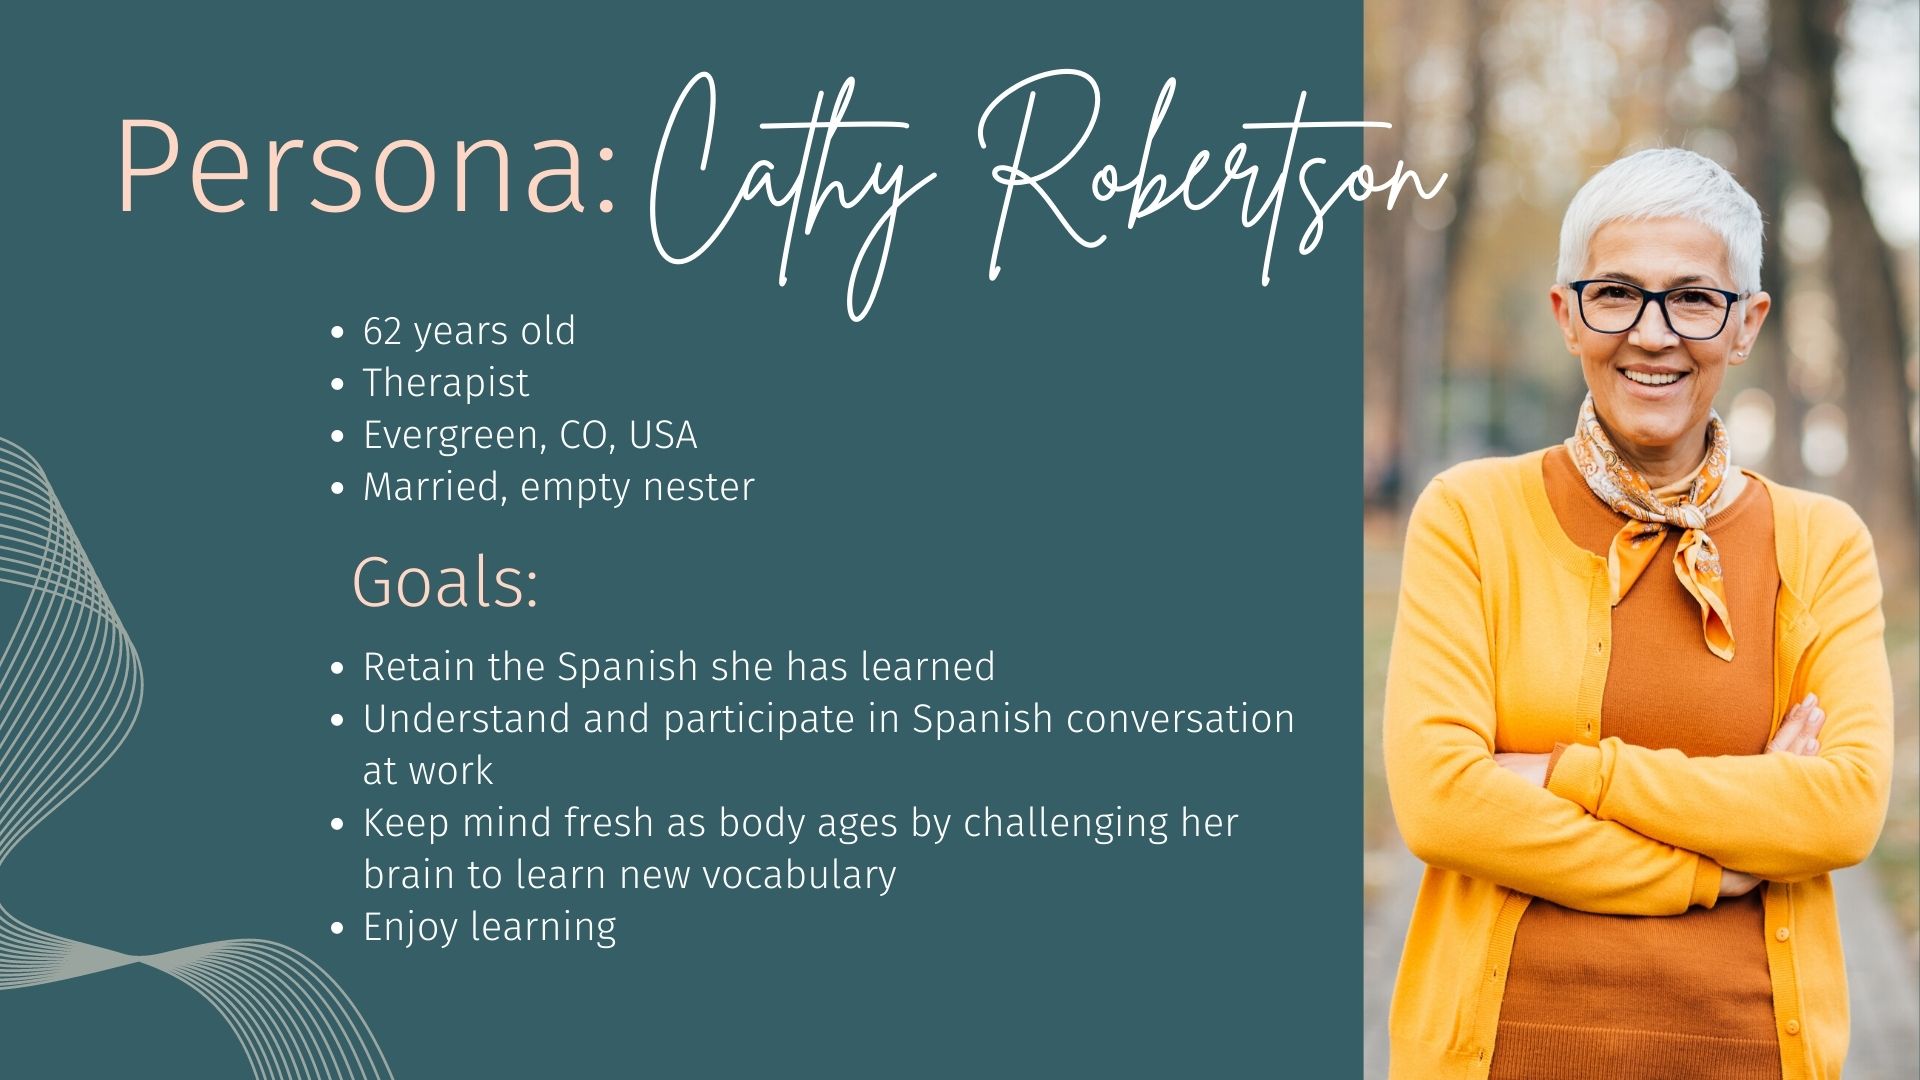 Persona: Cathy Robertson
• 62 years old
• Therapist
• Evergreen, CO, USA
• Married, empty nester
Goals:
• Retain the Spanish she has learned
• Understand and participate in Spanish conversation
at work
• Keep mind fresh as body ages by challenging her
brain to learn new vocabulary
• Enjoy learning